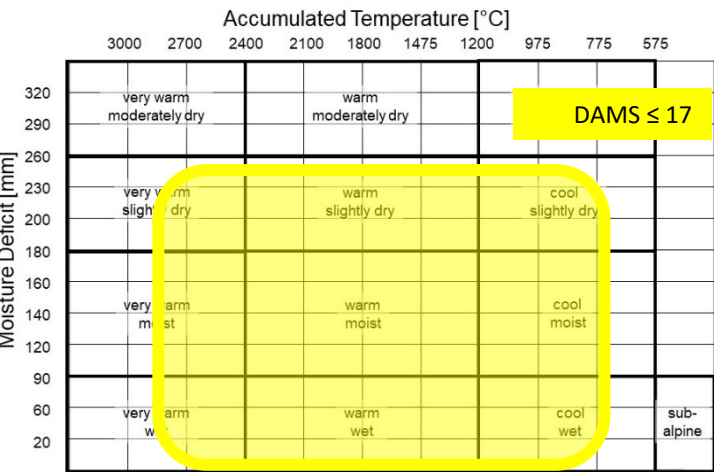 Accumulated Temperature [°C]
3000 2700 2400 2100 1800 1475 1200 975 775 575
Moisture Deficit [mm]
320
290
260
230
200
180
160
140
120
90
60
20
very warm
moderately dry
warm
moderately dry
DAMS ≤ 17
very warm
slightly dry
warm
slightly dry
cool
slightly dry
very warm
moist
warm
moist
cool
moist
very warm
wet
warm
wet
cool
wet
sub-
alpine